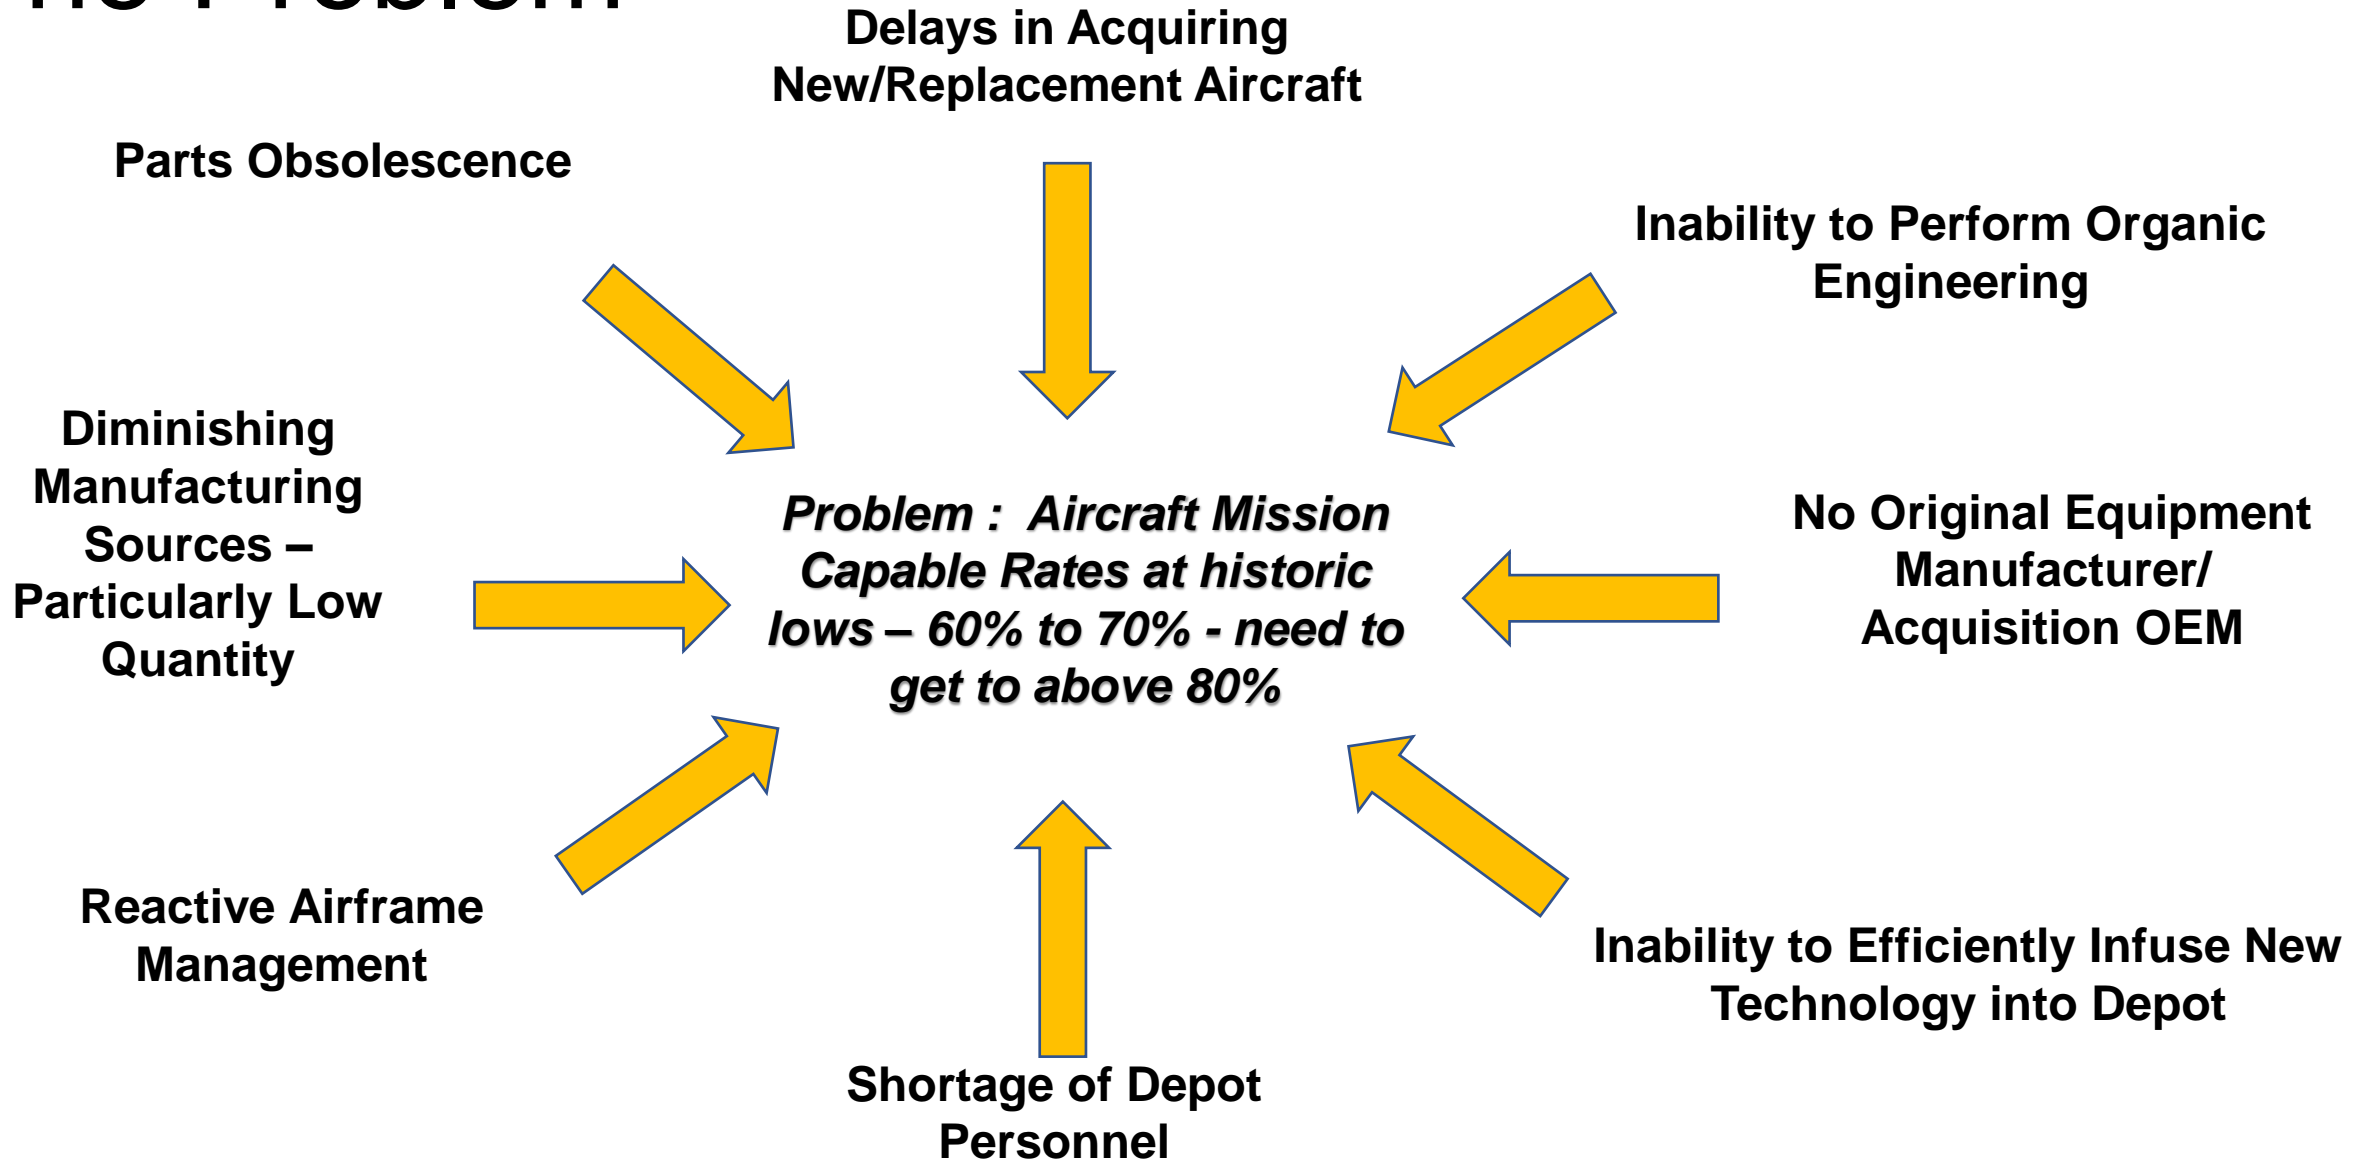 Problem
Delays in Acquiring
New/Replacement Aircraft
Parts Obsolescence
Inability to Perform Organic
Engineering
Diminishing
Manufacturing
Sources –
Particularly Low
Quantity
Problem :  Aircraft Mission
Capable Rates at historic
lows – 60% to 70% - need to
get to above 80%
No Original Equipment
Manufacturer/
Acquisition OEM
Reactive Airframe
Management
Inability to Efficiently Infuse New
Technology into Depot
Shortage of Depot
Personnel